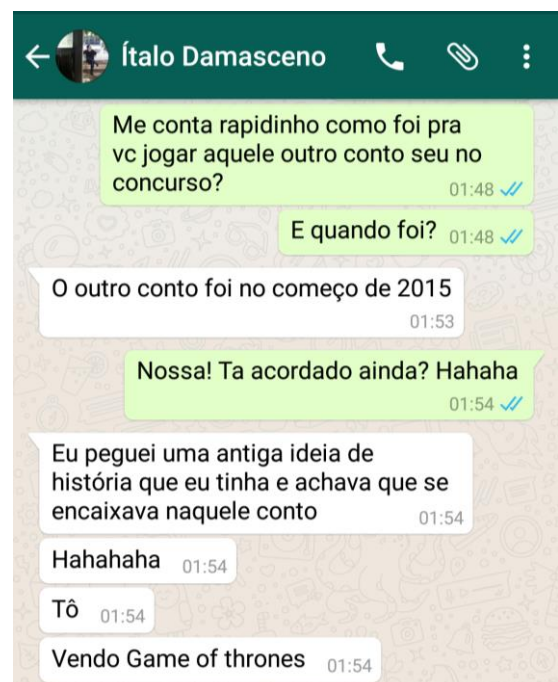 Ítalo Damasceno
Me conta rapidinho como foi pra
vc jogar aquele outro conto seu no
concurso?
01:48
E quando foi? 01:48
O outro conto foi no começo de 2015
01:53
Nossa! Ta acordado ainda? Hahaha
01:54
Eu peguei uma antiga ideia de
história que eu tinha e achava que se
encaixava naquele conto 01:54
Hahahaha 01:54
Tô 01:54
Vendo Game of thrones 01:54